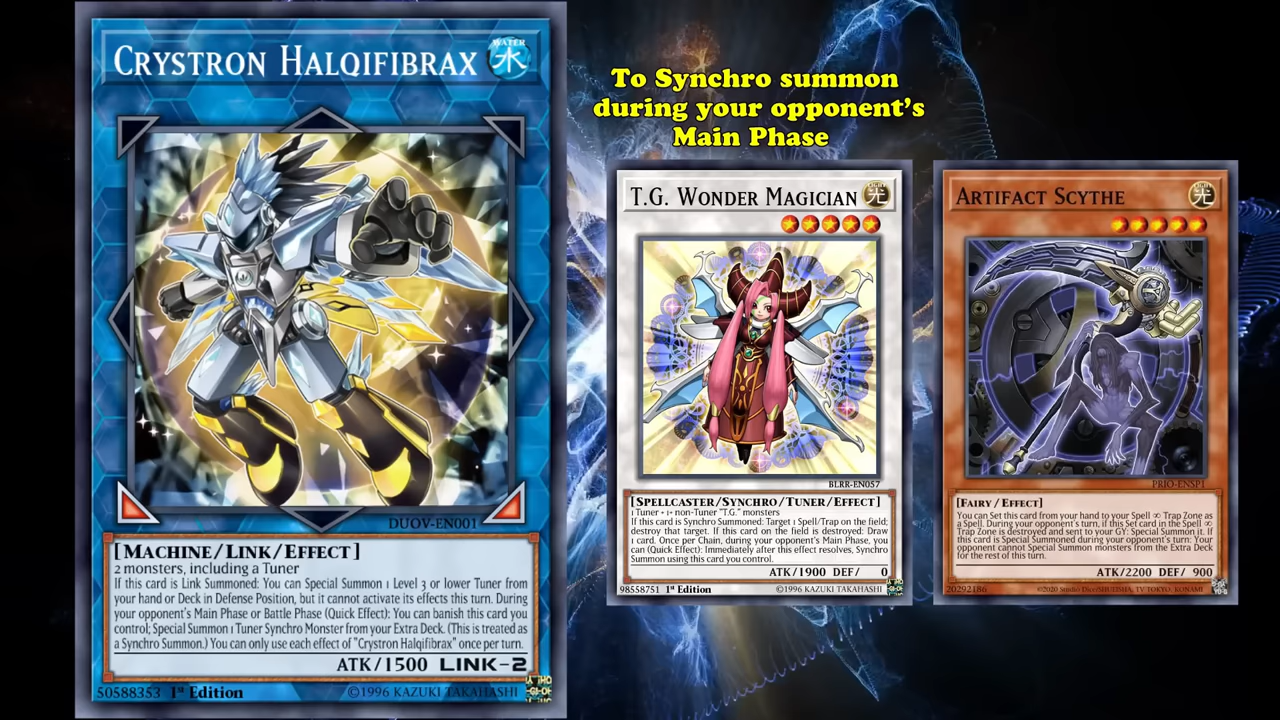 CRYSTRON HALQIFIBRAX
WATER
水
DUOV-EN001
[MACHINE/LINK/EFFECT]
2 monsters, including a Tuner
If this card is Link Summoned: You can Special Summon 1 Level 3 or lower Tuner from
your hand or Deck in Defense Position, but it cannot activate its effects this turn. During
your opponent's Main Phase or Battle Phase (Quick Effect): You can banish this card you
control; Special Summon 1 Tuner Synchro Monster from your Extra Deck. (This is treated as
a Synchro Summon.) You can only use each effect of "Crystron Halqifibrax" once per turn.
ATK/1500 LINK-2
50588353 1st Edition ©1996 KAZUKI TAKAHASHI
To Synchro summon
during your opponent's
Main Phase
T.G. WONDER MAGICIAN
LIGHT
光
BLRR-EN057
[SPELLCASTER/SYNCHRO/TUNER/EFFECT]
1 Tuner + 1+ non-Tuner "T.G." monsters
If this card is Synchro Summoned: Target 1 Spell/Trap on the field;
destroy that target. If this card on the field is destroyed: Draw
1 card. Once per Chain, during your opponent's Main Phase, you
can (Quick Effect): Immediately after this effect resolves, Synchro
Summon using this card you control.
ATK/1900 DEF/ 0
98558751 1st Edition ©1996 KAZUKI TAKAHASHI
ARTIFACT SCYTHE
LIGHT
光
PRIO-ENSP1
[FAIRY / EFFECT]
You can Set this card from your hand to your Spell & Trap Zone as
a Spell. During your opponent's turn, if this Set card in the Spell &
Trap Zone is destroyed and sent to your GY: Special Summon it. If
this card is Special Summoned during your opponent's turn: Your
opponent cannot Special Summon monsters from the Extra Deck
for the rest of this turn.
ATK/2200 DEF/ 900
20292186 ©2020 Studio Dice/SHUEISHA, TV TOKYO, KONAMI